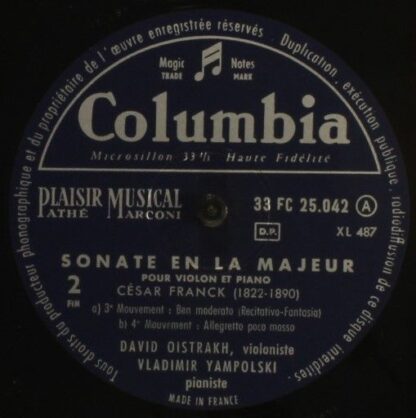 Tous droits du producteur phonographique et du propriétaire de l'œuvre enregistrée réservés - Duplication, exécution publique, radiodiffusion de ce disque interdites.
Magic Notes
TRADE MARK
Columbia
Microsillon 33⅓ Haute Fidélité
PLAISIR MUSICAL
PATHÉ MARCONI
33 FC 25.042 A
D.P.
XL 487
SONATE EN LA MAJEUR
POUR VIOLON ET PIANO
2
FIN
CÉSAR FRANCK (1822-1890)
a) 3e Mouvement : Ben moderato (Recitativo-Fantasia)
b) 4e Mouvrment : Allegretto poco mosso
DAVID OISTRAKH, violoniste
VLADIMIR YAMPOLSKI
pianiste
MADE IN FRANCE